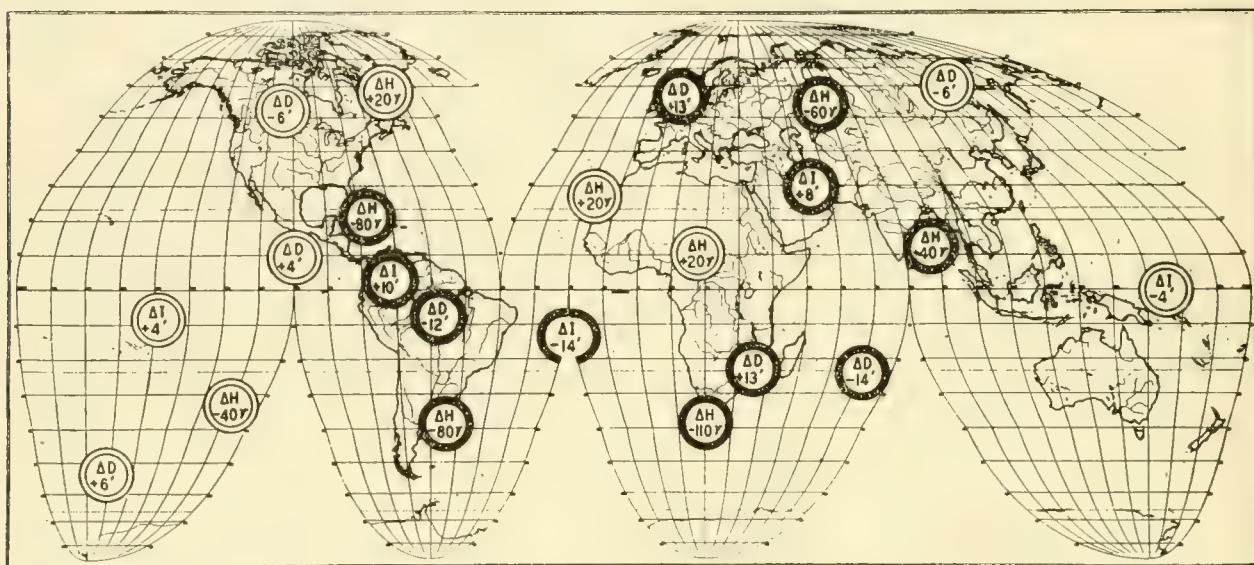 ΔD
-6'
ΔH
+20γ
ΔD
+13'
ΔH
-60γ
ΔD
-6'
ΔH
-80γ
ΔH
+20γ
ΔI
+8'
ΔD
+4'
ΔH
+20γ
ΔH
+40γ
ΔI
+10'
ΔI
-4'
ΔI
+4'
ΔD
-12'
ΔI
-14'
ΔD
+13'
ΔD
-14'
ΔH
-40γ
ΔH
-80γ
ΔH
-110γ
ΔD
+6'